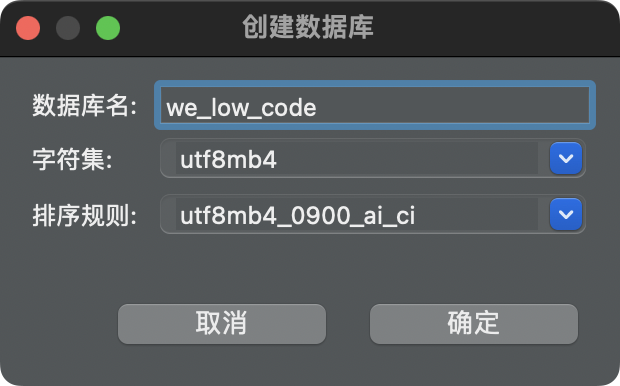 创建数据库
数据库名: we_low_code
字符集: utf8mb4
排序规则: utf8mb4_0900_ai_ci
取消 确定